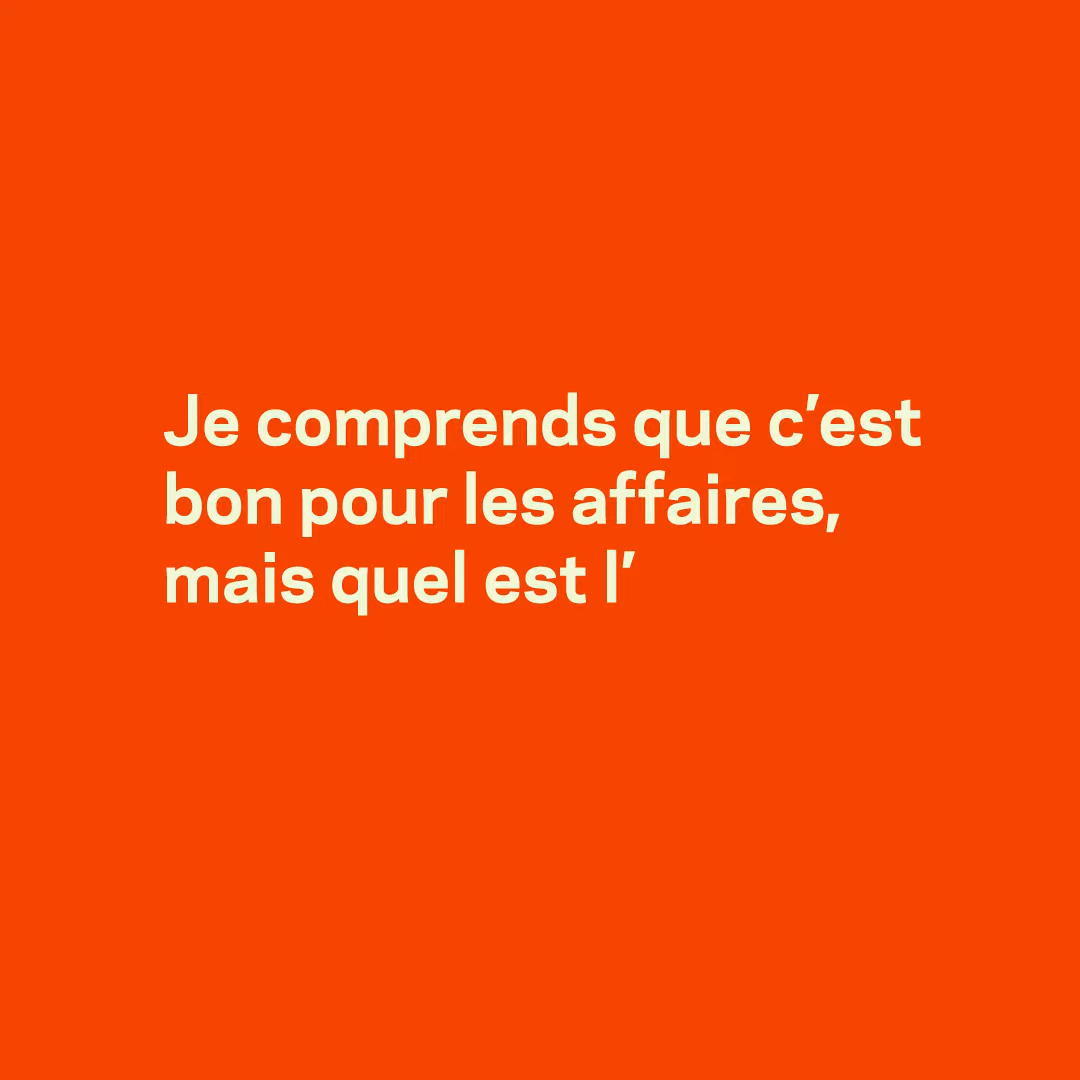 Je comprends que c’est
bon pour les affaires,
mais quel est l’